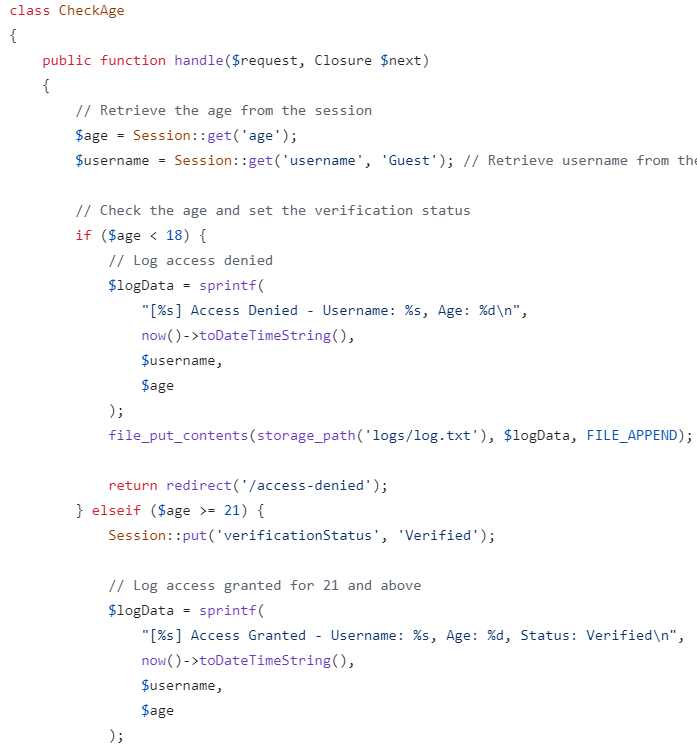 class CheckAge
{
    public function handle($request, Closure $next)
    {
        // Retrieve the age from the session
        $age = Session::get('age');
        $username = Session::get('username', 'Guest'); // Retrieve username from the

        // Check the age and set the verification status
        if ($age < 18) {
            // Log access denied
            $logData = sprintf(
                "[%s] Access Denied - Username: %s, Age: %d\n",
                now()->toDateTimeString(),
                $username,
                $age
            );
            file_put_contents(storage_path('logs/log.txt'), $logData, FILE_APPEND);

            return redirect('/access-denied');
        } elseif ($age >= 21) {
            Session::put('verificationStatus', 'Verified');

            // Log access granted for 21 and above
            $logData = sprintf(
                "[%s] Access Granted - Username: %s, Age: %d, Status: Verified\n",
                now()->toDateTimeString(),
                $username,
                $age
            );